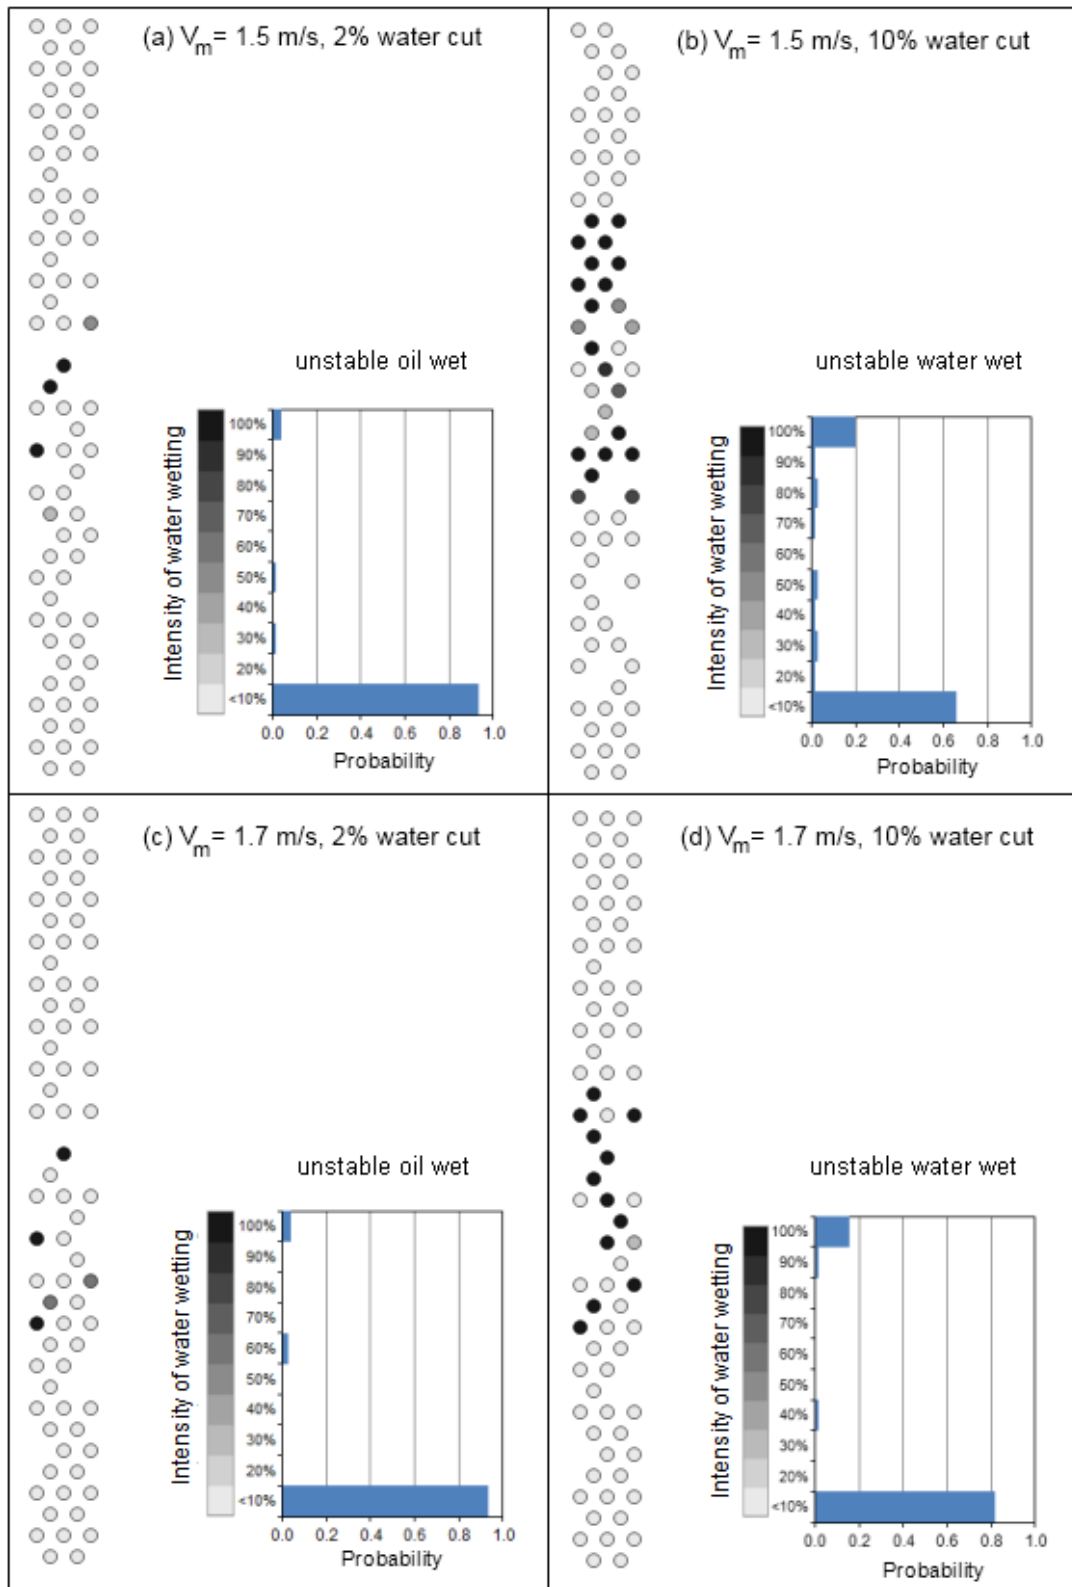 (a) Vm= 1.5 m/s, 2% water cut
unstable oil wet
Intensity of water wetting
100%
90%
80%
70%
60%
50%
40%
30%
20%
<10%
0.0 0.2 0.4 0.6 0.8 1.0
Probability
(b) Vm= 1.5 m/s, 10% water cut
unstable water wet
Intensity of water wetting
100%
90%
80%
70%
60%
50%
40%
30%
20%
<10%
0.0 0.2 0.4 0.6 0.8 1.0
Probability
(c) Vm= 1.7 m/s, 2% water cut
unstable oil wet
Intensity of water wetting
100%
90%
80%
70%
60%
50%
40%
30%
20%
<10%
0.0 0.2 0.4 0.6 0.8 1.0
Probability
(d) Vm= 1.7 m/s, 10% water cut
unstable water wet
Intensity of water wetting
100%
90%
80%
70%
60%
50%
40%
30%
20%
<10%
0.0 0.2 0.4 0.6 0.8 1.0
Probability